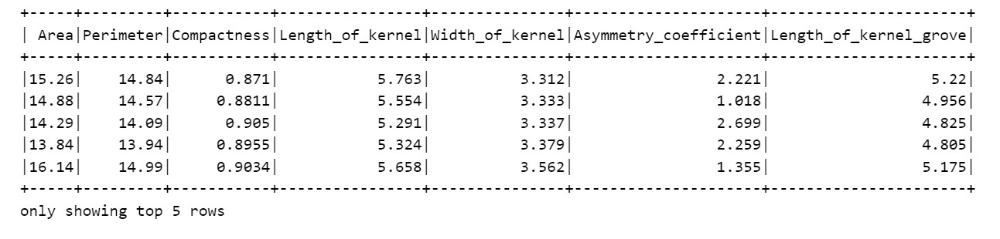 +-----+---------+-----------+----------------+---------------+----------------------+----------------------+
| Area|Perimeter|Compactness|Length_of_kernel|Width_of_kernel|Asymmetry_coefficient|Length_of_kernel_grove|
+-----+---------+-----------+----------------+---------------+----------------------+----------------------+
|15.26|    14.84|      0.871|           5.763|          3.312|                2.221|                  5.22|
|14.88|    14.57|     0.8811|           5.554|          3.333|                1.018|                 4.956|
|14.29|    14.09|      0.905|           5.291|          3.337|                2.699|                 4.825|
|13.84|    13.94|     0.8955|           5.324|          3.379|                2.259|                 4.805|
|16.14|    14.99|     0.9034|           5.658|          3.562|                1.355|                 5.175|
+-----+---------+-----------+----------------+---------------+----------------------+----------------------+
only showing top 5 rows